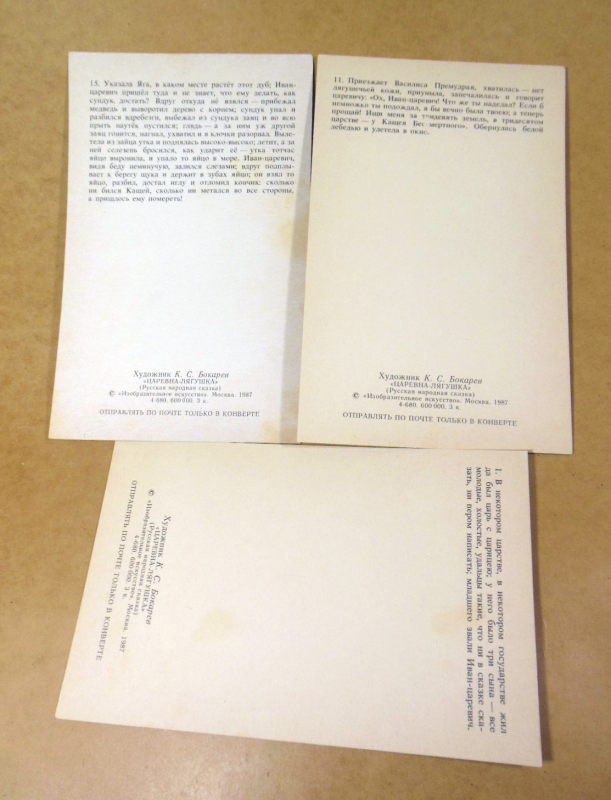 15. Указала Яга, в каком месте растёт этот дуб; Иван-
царевич пришёл туда и не знает, что ему делать, как
сундук достать? Вдруг откуда не взялся — прибежал
медведь и выворотил дерево с корнем; сундук упал и
разбился вдребезги, выбежал из сундука заяц и во всю
прыть наутёк пустился; глядь — а за ним уж другой
заяц гонится, нагнал, ухватил и в клочки разорвал. Выле-
тела из зайца утка и поднялась высоко-высоко; летит, а за
ней селезень бросился, как ударит её — утка тотчас
яйцо выронила, и упало то яйцо в море. Иван-царевич,
видя беду неминучую, залился слезами; вдруг подплы-
вает к берегу щука и держит в зубах яйцо; он взял то
яйцо, разбил, достал иглу и отломил кончик: сколько
ни бился Кащей, сколько ни метался во все стороны,
а пришлось ему помереть!
Художник К. С. Бокарев
«ЦАРЕВНА-ЛЯГУШКА»
(Русская народная сказка)
© «Изобразительное искусство». Москва. 1987
4-680. 600 000. 3 к.
ОТПРАВЛЯТЬ ПО ПОЧТЕ ТОЛЬКО В КОНВЕРТЕ
11. Приезжает Василиса Премудрая, хватилась — нет
лягушечьей кожи, приуныла, запечалилась и говорит
царевичу: «Ох, Иван-царевич! Что же ты наделал? Если б
немножко ты подождал, я бы вечно была твоею; а теперь
прощай! Ищи меня за тридевять земель, в тридесятом
царстве — у Кащея Бессмертного». Обернулась белой
лебедью и улетела в окно.
Художник К. С. Бокарев
«ЦАРЕВНА-ЛЯГУШКА»
(Русская народная сказка)
© «Изобразительное искусство». Москва. 1987
4-680. 600 000. 3 к.
ОТПРАВЛЯТЬ ПО ПОЧТЕ ТОЛЬКО В КОНВЕРТЕ
1. В некотором царстве, в некотором государстве жил
да был царь с царицею; у него было три сына — все
молодые, холостые, удальцы такие, что ни в сказке ска-
зать, ни пером написать; младшего звали Иван-царевич.
Художник К. С. Бокарев
«ЦАРЕВНА-ЛЯГУШКА»
(Русская народная сказка)
© «Изобразительное искусство». Москва. 1987
4-680. 600 000. 3 к.
ОТПРАВЛЯТЬ ПО ПОЧТЕ ТОЛЬКО В КОНВЕРТЕ